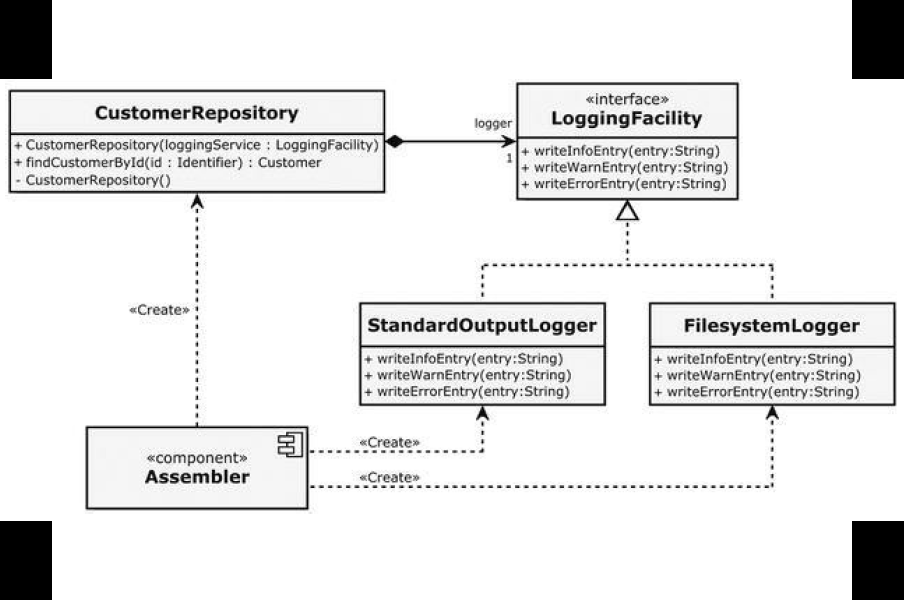 CustomerRepository
+ CustomerRepository(loggingService : LoggingFacility)
+ findCustomerById(id : Identifier) : Customer
- CustomerRepository()
logger
1
«interface»
LoggingFacility
+ writeInfoEntry(entry:String)
+ writeWarnEntry(entry:String)
+ writeErrorEntry(entry:String)
«Create»
StandardOutputLogger
+ writeInfoEntry(entry:String)
+ writeWarnEntry(entry:String)
+ writeErrorEntry(entry:String)
FilesystemLogger
+ writeInfoEntry(entry:String)
+ writeWarnEntry(entry:String)
+ writeErrorEntry(entry:String)
«component»
Assembler
«Create»
«Create»